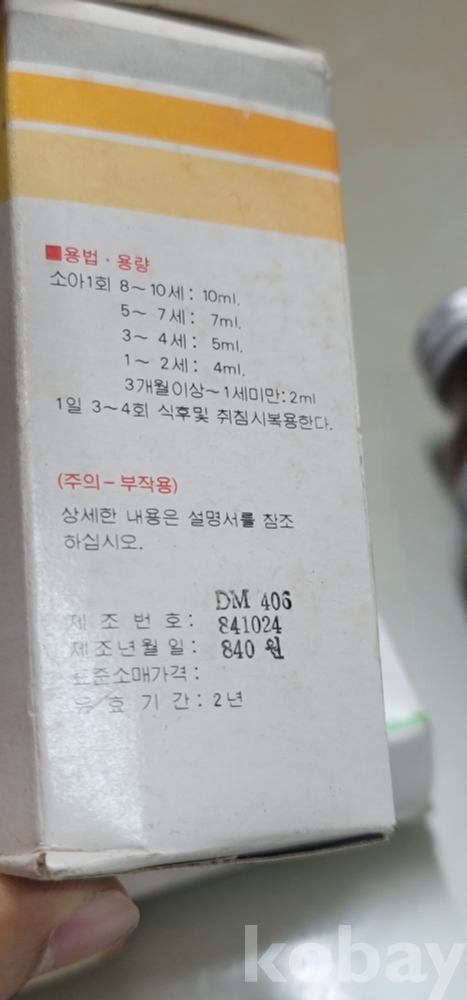 ■용법·용량
소아1회 8~10세: 10ml.
5~ 7세: 7ml.
3~ 4세: 5ml.
1~ 2세: 4ml.
3개월이상~1세미만:2ml
1일 3~4회 식후및 취침시복용한다.
(주의-부작용)
상세한 내용은 설명서를 참조
하십시오.
제 조 번 호: DM 406
제조년월일: 841024
표준소매가격: 840 원
유 효 기 간: 2년
kobay